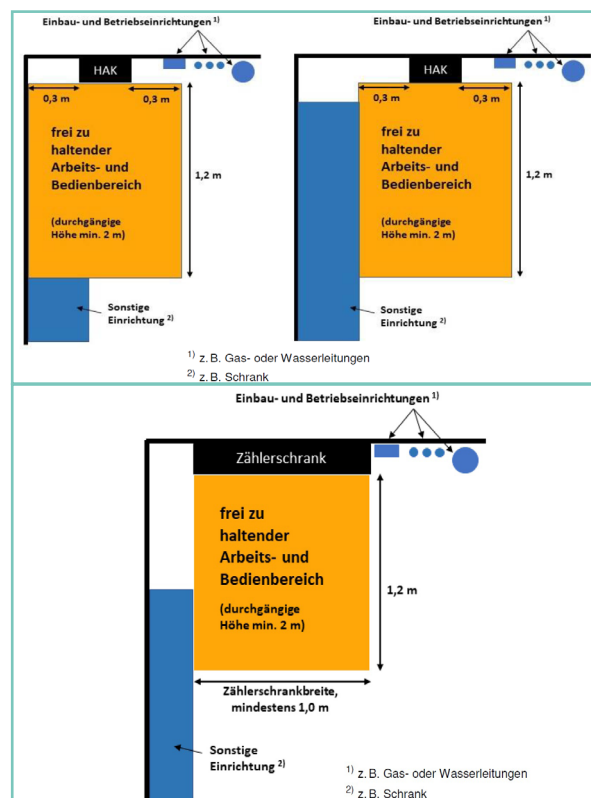 Einbau- und Betriebseinrichtungen 1)
HAK
0,3 m
0,3 m
frei zu
haltender
Arbeits- und
Bedienbereich
(durchgängige
Höhe min. 2 m)
1,2 m
Sonstige
Einrichtung 2)
Einbau- und Betriebseinrichtungen 1)
HAK
0,3 m
0,3 m
frei zu
haltender
Arbeits- und
Bedienbereich
(durchgängige
Höhe min. 2 m)
1,2 m
Sonstige
Einrichtung 2)
1) z. B. Gas- oder Wasserleitungen
2) z. B. Schrank
Einbau- und Betriebseinrichtungen 1)
Zählerschrank
frei zu
haltender
Arbeits- und
Bedienbereich
(durchgängige
Höhe min. 2 m)
1,2 m
Zählerschrankbreite,
mindestens 1,0 m
Sonstige
Einrichtung 2)
1) z. B. Gas- oder Wasserleitungen
2) z. B. Schrank